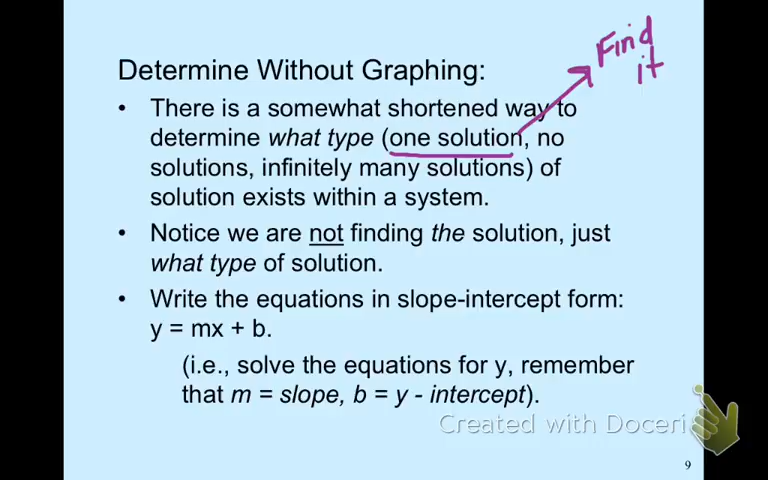 Find
it
Determine Without Graphing:
• There is a somewhat shortened way to
determine what type (one solution, no
solutions, infinitely many solutions) of
solution exists within a system.
• Notice we are not finding the solution, just
what type of solution.
• Write the equations in slope-intercept form:
y = mx + b.
(i.e., solve the equations for y, remember
that m = slope, b = y - intercept).
Created with Doceri
9